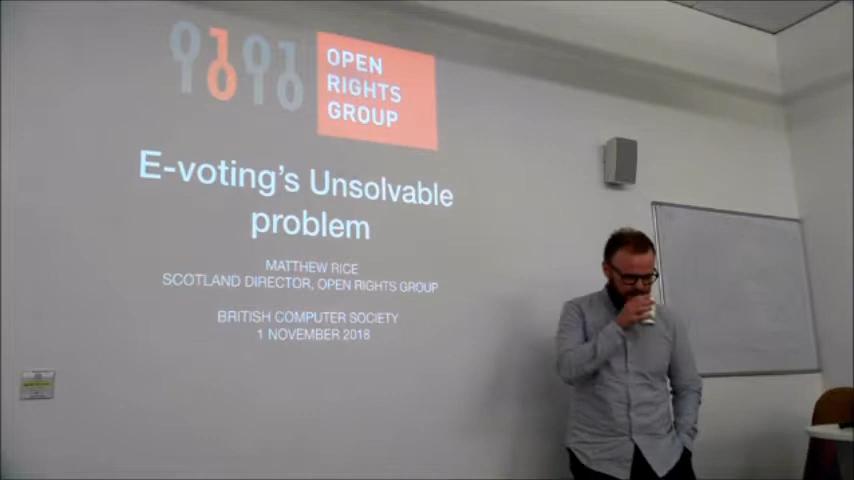 OPEN
RIGHTS
GROUP
E-voting's Unsolvable
problem
MATTHEW RICE
SCOTLAND DIRECTOR, OPEN RIGHTS GROUP
BRITISH COMPUTER SOCIETY
1 NOVEMBER 2018